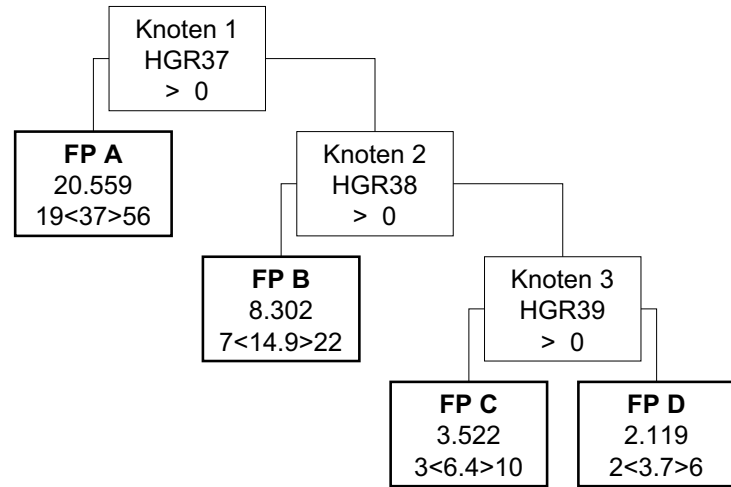 Knoten 1
HGR37
> 0
FP A
20.559
19<37>56
Knoten 2
HGR38
> 0
FP B
8.302
7<14.9>22
Knoten 3
HGR39
> 0
FP C
3.522
3<6.4>10
FP D
2.119
2<3.7>6